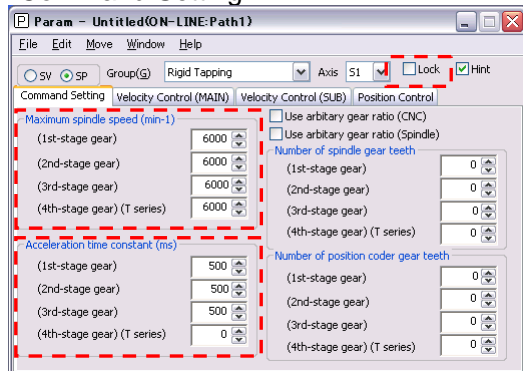 Command Setting
Param - Untitled(ON-LINE:Path1)
File Edit Move Window Help
SV SP Group(G) Rigid Tapping Axis S1 Lock Hint
Command Setting Velocity Control (MAIN) Velocity Control (SUB) Position Control
Maximum spindle speed (min-1)
(1st-stage gear) 6000
(2nd-stage gear) 6000
(3rd-stage gear) 6000
(4th-stage gear) (T series) 6000
Acceleration time constant (ms)
(1st-stage gear) 500
(2nd-stage gear) 500
(3rd-stage gear) 500
(4th-stage gear) (T series) 0
Use arbitary gear ratio (CNC)
Use arbitary gear ratio (Spindle)
Number of spindle gear teeth
(1st-stage gear) 0
(2nd-stage gear) 0
(3rd-stage gear) 0
(4th-stage gear) (T series) 0
Number of position coder gear teeth
(1st-stage gear) 0
(2nd-stage gear) 0
(3rd-stage gear) 0
(4th-stage gear) (T series) 0